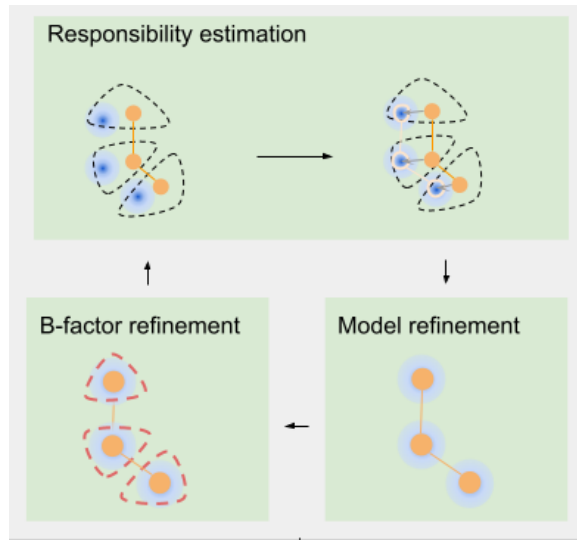 Responsibility estimation
B-factor refinement
Model refinement